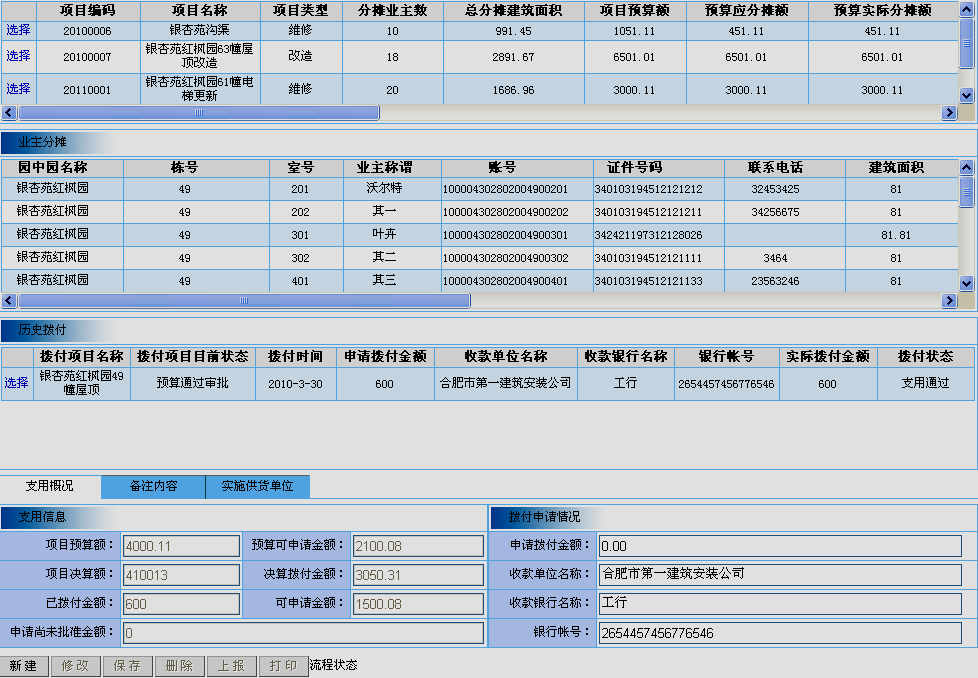 项目编码 项目名称 项目类型 分摊业主数 总分摊建筑面积 项目预算额 预算应分摊额 预算实际分摊额
选择 20100006 银杏苑沟渠 维修 10 991.45 1051.11 451.11 451.11
选择 20100007 银杏苑红枫园63幢屋顶改造 改造 18 2891.67 6501.01 6501.01 6501.01
选择 20110001 银杏苑红枫园61幢电梯更新 维修 20 1686.96 3000.11 3000.11 3000.11
业主分摊
园中园名称 栋号 室号 业主称谓 账号 证件号码 联系电话 建筑面积
银杏苑红枫园 49 201 沃尔特 100004302802004900201 340103194512121212 32453425 81
银杏苑红枫园 49 202 其一 100004302802004900202 340103194512121211 34256675 81
银杏苑红枫园 49 301 叶卉 100004302802004900301 342421197312128026 81.81
银杏苑红枫园 49 302 其二 100004302802004900302 340103194512121111 3464 81
银杏苑红枫园 49 401 其三 100004302802004900401 340103194512121133 23563246 81
历史拨付
拨付项目名称 拨付项目目前状态 拨付时间 申请拨付金额 收款单位名称 收款银行名称 银行帐号 实际拨付金额 拨付状态
选择 银杏苑红枫园49幢屋顶 预算通过审批 2010-3-30 600 合肥市第一建筑安装公司 工行 2654457456776546 600 支用通过
支用概况 备注内容 实施供货单位
支用信息 拨付申请情况
项目预算额： 4000.11 预算可申请金额： 2100.08 申请拨付金额： 0.00
项目决算额： 410013 决算拨付金额： 3050.31 收款单位名称： 合肥市第一建筑安装公司
已拨付金额： 600 可申请金额： 1500.08 收款银行名称： 工行
申请尚未批准金额： 0 银行帐号： 2654457456776546
新建 修改 保存 删除 上报 打印 流程状态